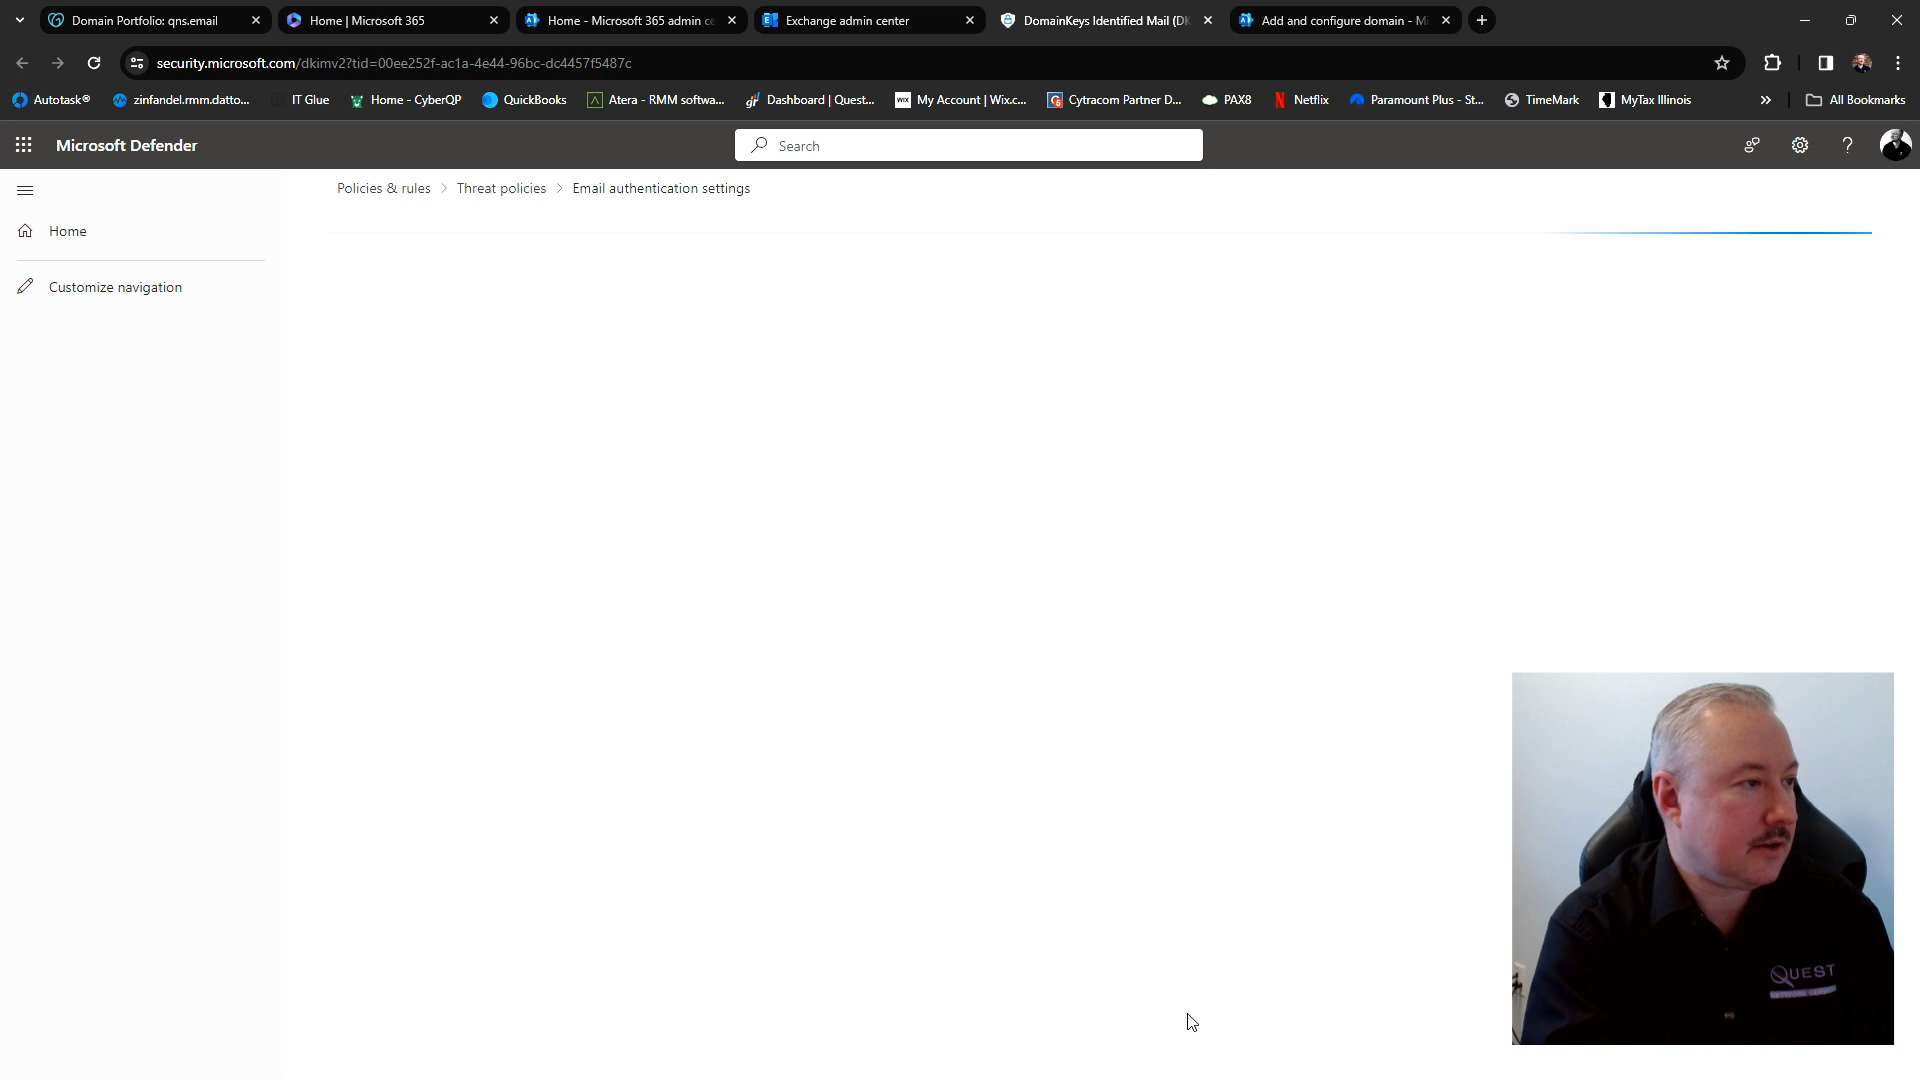 Domain Portfolio: qns.email
Home | Microsoft 365
Home - Microsoft 365 admin ce
Exchange admin center
DomainKeys Identified Mail (DK
Add and configure domain - Mi
security.microsoft.com/dkimv2?tid=00ee252f-ac1a-4e44-96bc-dc4457f5487c
Autotask®
zinfandel.rmm.datto...
IT Glue
Home - CyberQP
QuickBooks
Atera - RMM softwa...
Dashboard | Quest...
My Account | Wix.c...
Cytracom Partner D...
PAX8
Netflix
Paramount Plus - St...
TimeMark
MyTax Illinois
All Bookmarks
Microsoft Defender
Search
Policies & rules > Threat policies > Email authentication settings
Home
Customize navigation
QUEST